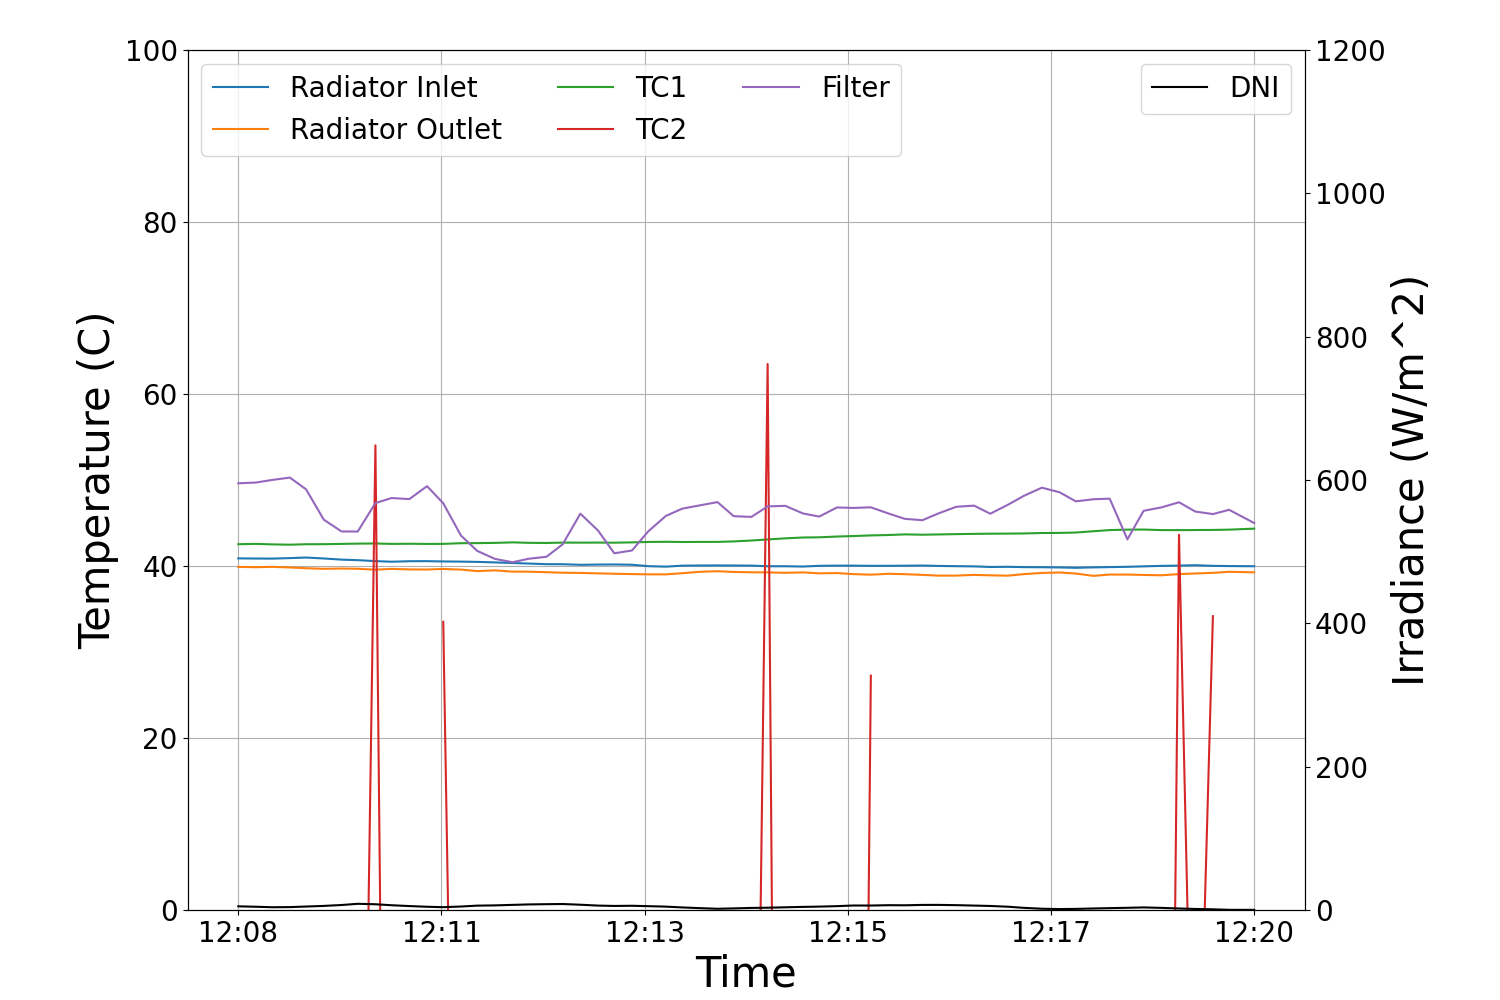 100
80
60
40
20
0
Temperature (C)
Radiator Inlet
Radiator Outlet
TC1
TC2
Filter
DNI
1200
1000
800
600
400
200
0
Irradiance (W/m^2)
12:08 12:11 12:13 12:15 12:17 12:20
Time